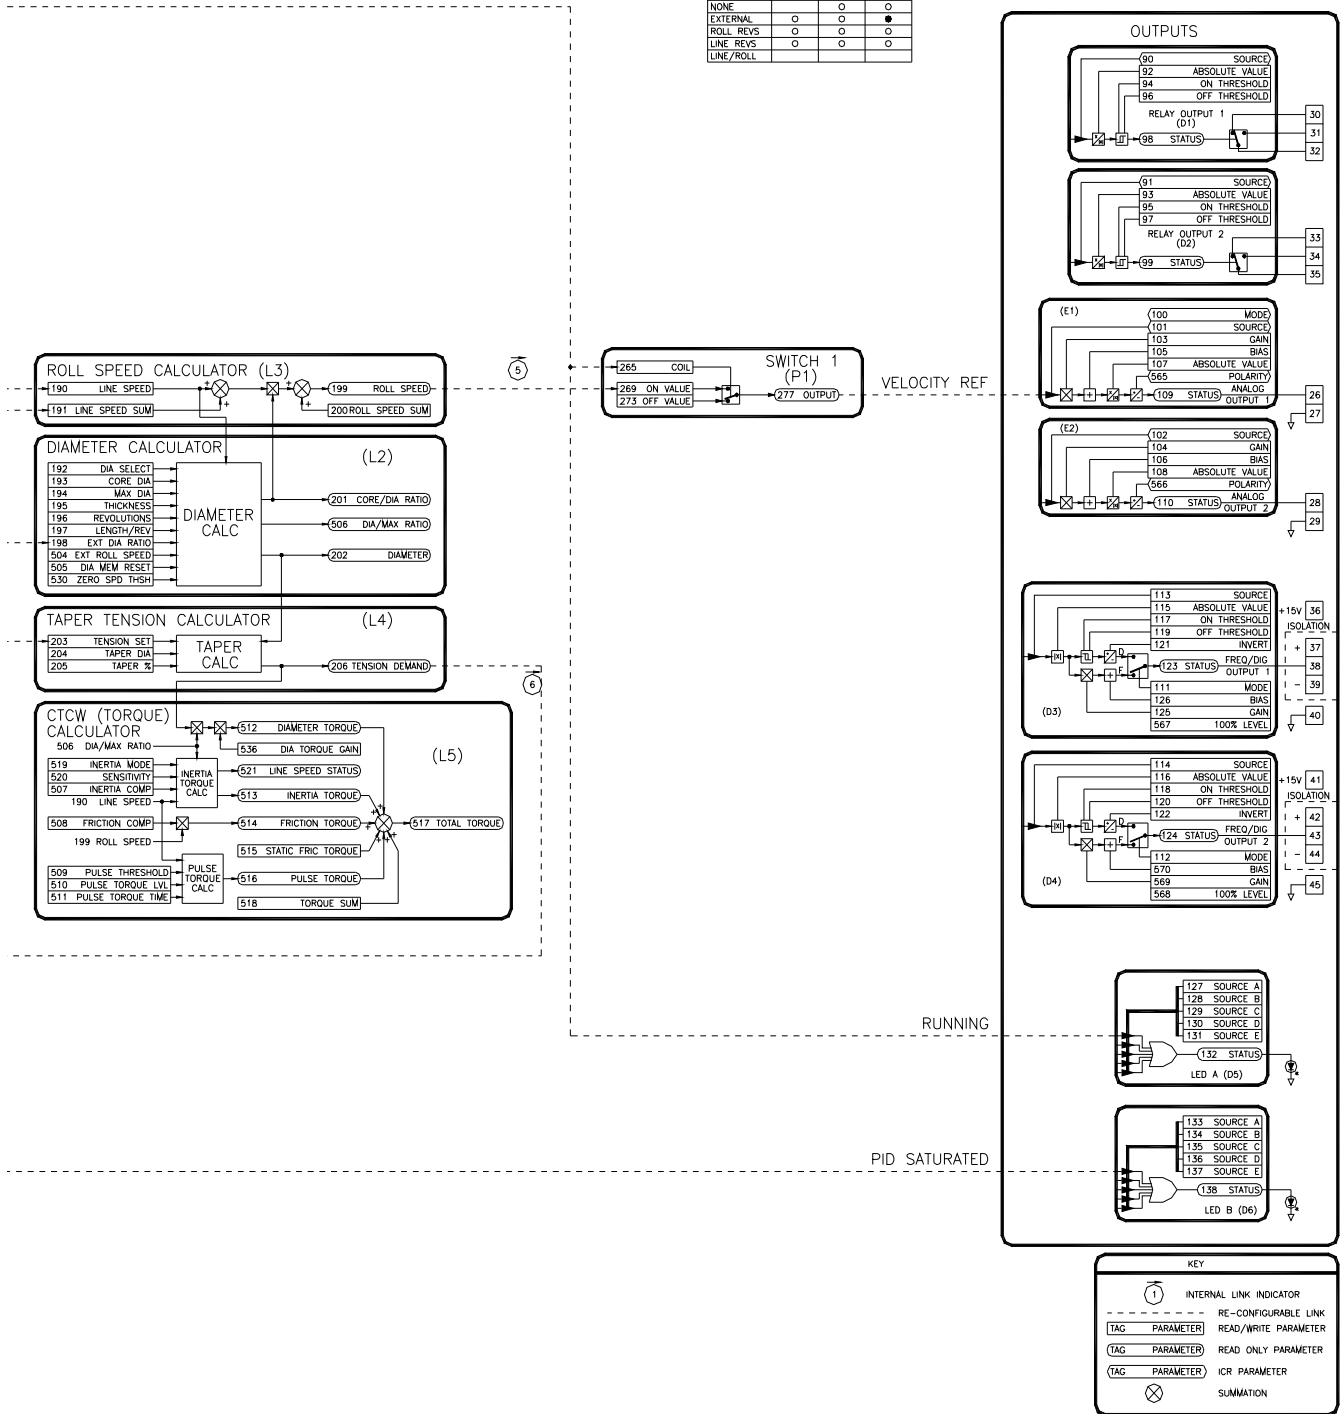 NONE
EXTERNAL
ROLL REVS
LINE REVS
LINE/ROLL
ROLL SPEED CALCULATOR (L3)
190 LINE SPEED
191 LINE SPEED SUM
199 ROLL SPEED
200 ROLL SPEED SUM
5
DIAMETER CALCULATOR
(L2)
192 DIA SELECT
193 CORE DIA
194 MAX DIA
195 THICKNESS
196 REVOLUTIONS
197 LENGTH/REV
198 EXT DIA RATIO
504 EXT ROLL SPEED
505 DIA MEM RESET
530 ZERO SPD THSH
DIAMETER
CALC
201 CORE/DIA RATIO
506 DIA/MAX RATIO
202 DIAMETER
TAPER TENSION CALCULATOR
(L4)
203 TENSION SET
204 TAPER DIA
205 TAPER %
TAPER
CALC
206 TENSION DEMAND
6
CTCW (TORQUE)
CALCULATOR
(L5)
506 DIA/MAX RATIO
519 INERTIA MODE
520 SENSITIVITY
507 INERTIA COMP
190 LINE SPEED
508 FRICTION COMP
199 ROLL SPEED
509 PULSE THRESHOLD
510 PULSE TORQUE LVL
511 PULSE TORQUE TIME
INERTIA
TORQUE
CALC
PULSE
TORQUE
CALC
512 DIAMETER TORQUE
536 DIA TORQUE GAIN
521 LINE SPEED STATUS
513 INERTIA TORQUE
514 FRICTION TORQUE
515 STATIC FRIC TORQUE
516 PULSE TORQUE
518 TORQUE SUM
517 TOTAL TORQUE
SWITCH 1
(P1)
265 COIL
269 ON VALUE
273 OFF VALUE
277 OUTPUT
VELOCITY REF
RUNNING
PID SATURATED
OUTPUTS
90 SOURCE
92 ABSOLUTE VALUE
94 ON THRESHOLD
96 OFF THRESHOLD
RELAY OUTPUT 1
(D1)
98 STATUS
30
31
32
91 SOURCE
93 ABSOLUTE VALUE
95 ON THRESHOLD
97 OFF THRESHOLD
RELAY OUTPUT 2
(D2)
99 STATUS
33
34
35
(E1)
100 MODE
101 SOURCE
103 GAIN
105 BIAS
107 ABSOLUTE VALUE
565 POLARITY
109 STATUS
ANALOG
OUTPUT 1
26
27
(E2)
102 SOURCE
104 GAIN
106 BIAS
108 ABSOLUTE VALUE
566 POLARITY
110 STATUS
ANALOG
OUTPUT 2
28
29
113 SOURCE
115 ABSOLUTE VALUE
117 ON THRESHOLD
119 OFF THRESHOLD
121 INVERT
D
F
123 STATUS
FREQ/DIG
OUTPUT 1
111 MODE
126 BIAS
125 GAIN
567 100% LEVEL
(D3)
+15V 36
ISOLATION
+ 37
38
- 39
40
114 SOURCE
116 ABSOLUTE VALUE
118 ON THRESHOLD
120 OFF THRESHOLD
122 INVERT
D
F
124 STATUS
FREQ/DIG
OUTPUT 2
112 MODE
570 BIAS
569 GAIN
568 100% LEVEL
(D4)
+15V 41
ISOLATION
+ 42
43
- 44
45
127 SOURCE A
128 SOURCE B
129 SOURCE C
130 SOURCE D
131 SOURCE E
132 STATUS
LED A (D5)
133 SOURCE A
134 SOURCE B
135 SOURCE C
136 SOURCE D
137 SOURCE E
138 STATUS
LED B (D6)
KEY
1 INTERNAL LINK INDICATOR
RE-CONFIGURABLE LINK
TAG PARAMETER READ/WRITE PARAMETER
TAG PARAMETER READ ONLY PARAMETER
TAG PARAMETER ICR PARAMETER
SUMMATION